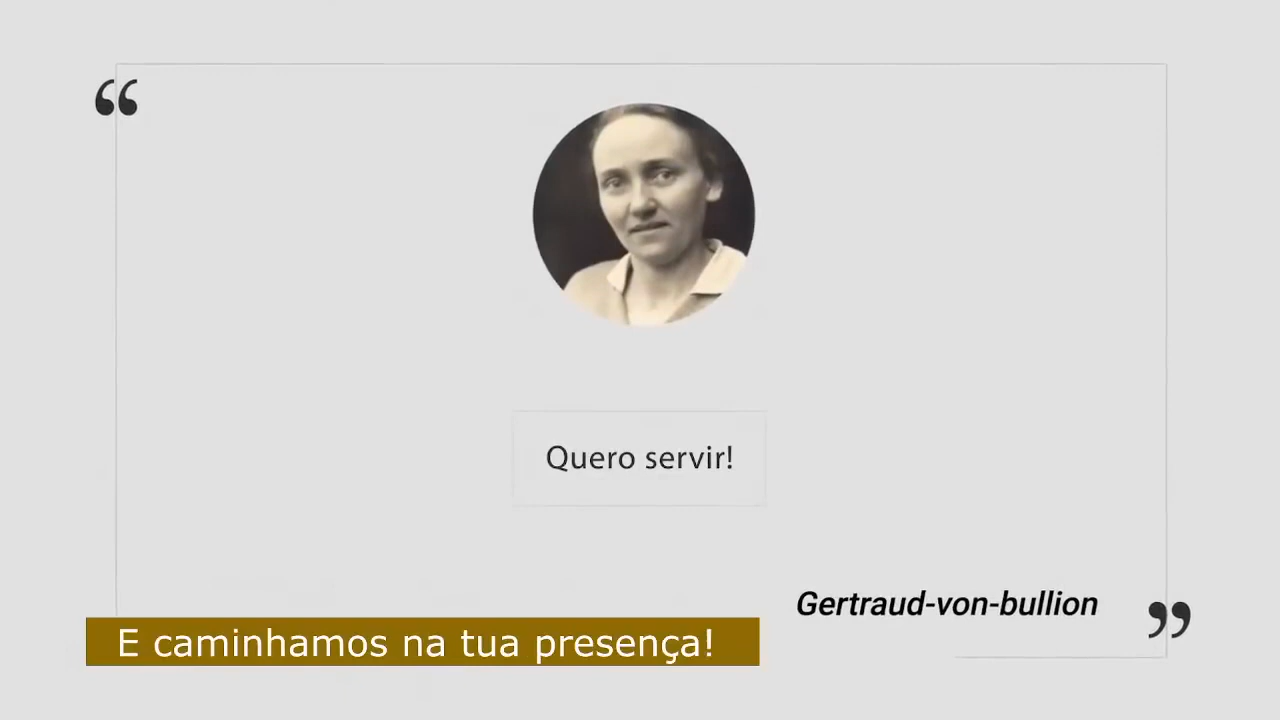 “
Quero servir!
Gertraud-von-bullion
”
E caminhamos na tua presença!